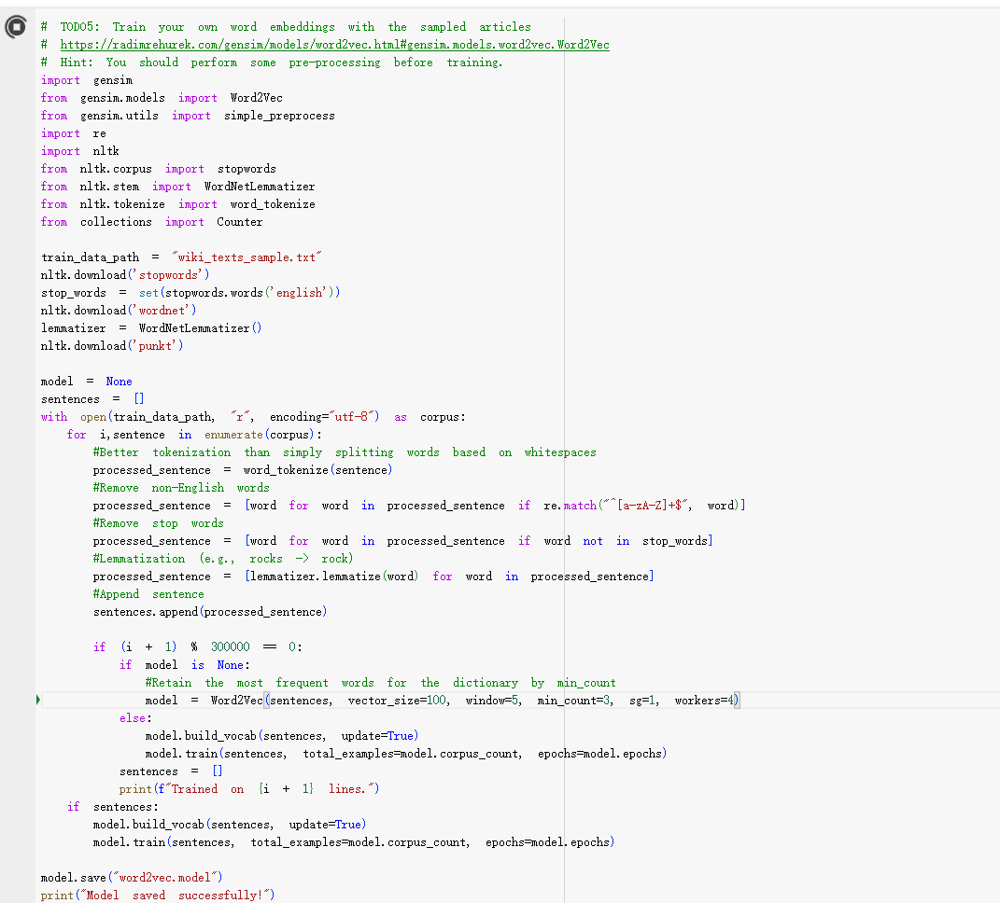 # TODO5: Train your own word embeddings with the sampled articles
# https://radimrehurek.com/gensim/models/word2vec.html#gensim.models.word2vec.Word2Vec
# Hint: You should perform some pre-processing before training.
import gensim
from gensim.models import Word2Vec
from gensim.utils import simple_preprocess
import re
import nltk
from nltk.corpus import stopwords
from nltk.stem import WordNetLemmatizer
from nltk.tokenize import word_tokenize
from collections import Counter

train_data_path = "wiki_texts_sample.txt"
nltk.download('stopwords')
stop_words = set(stopwords.words('english'))
nltk.download('wordnet')
lemmatizer = WordNetLemmatizer()
nltk.download('punkt')

model = None
sentences = []
with open(train_data_path, "r", encoding="utf-8") as corpus:
    for i,sentence in enumerate(corpus):
        #Better tokenization than simply splitting words based on whitespaces
        processed_sentence = word_tokenize(sentence)
        #Remove non-English words
        processed_sentence = [word for word in processed_sentence if re.match("^[a-zA-Z]+$", word)]
        #Remove stop words
        processed_sentence = [word for word in processed_sentence if word not in stop_words]
        #Lemmatization (e.g., rocks -> rock)
        processed_sentence = [lemmatizer.lemmatize(word) for word in processed_sentence]
        #Append sentence
        sentences.append(processed_sentence)

        if (i + 1) % 300000 == 0:
            if model is None:
                #Retain the most frequent words for the dictionary by min_count
                model = Word2Vec(sentences, vector_size=100, window=5, min_count=3, sg=1, workers=4)
            else:
                model.build_vocab(sentences, update=True)
                model.train(sentences, total_examples=model.corpus_count, epochs=model.epochs)
            sentences = []
            print(f"Trained on {i + 1} lines.")
    if sentences:
        model.build_vocab(sentences, update=True)
        model.train(sentences, total_examples=model.corpus_count, epochs=model.epochs)

model.save("word2vec.model")
print("Model saved successfully!")